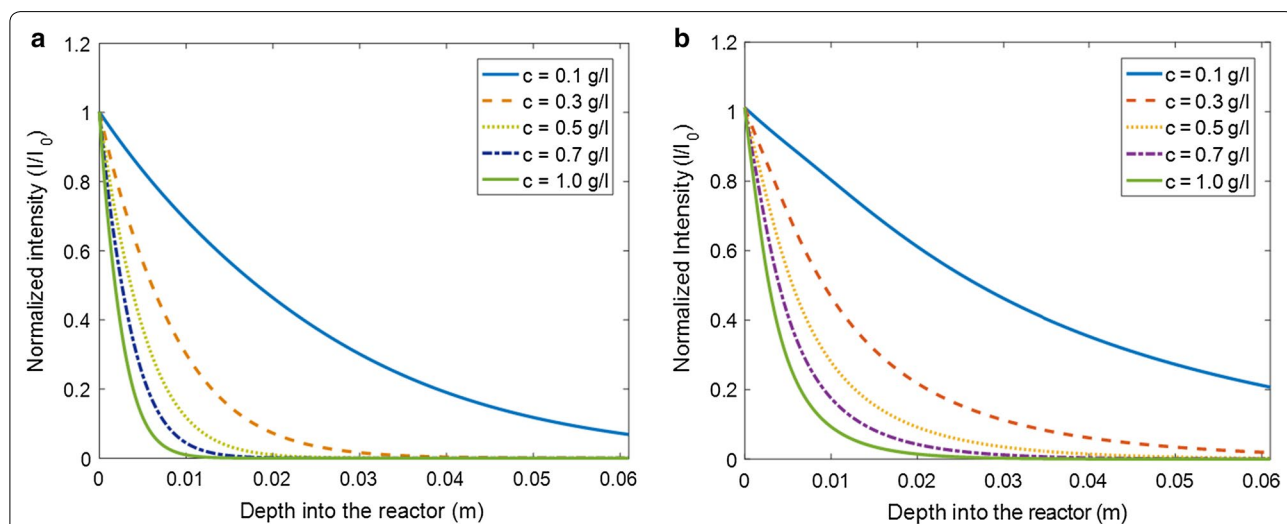 a
1.2
1
0.8
0.6
0.4
0.2
0
0
0.01
0.02
0.03
0.04
0.05
0.06
Normalized intensity (I/I0)
Depth into the reactor (m)
c = 0.1 g/l
c = 0.3 g/l
c = 0.5 g/l
c = 0.7 g/l
c = 1.0 g/l
b
1.2
1
0.8
0.6
0.4
0.2
0
0
0.01
0.02
0.03
0.04
0.05
0.06
Normalized Intensity (I/I0)
Depth into the reactor (m)
c = 0.1 g/l
c = 0.3 g/l
c = 0.5 g/l
c = 0.7 g/l
c = 1.0 g/l